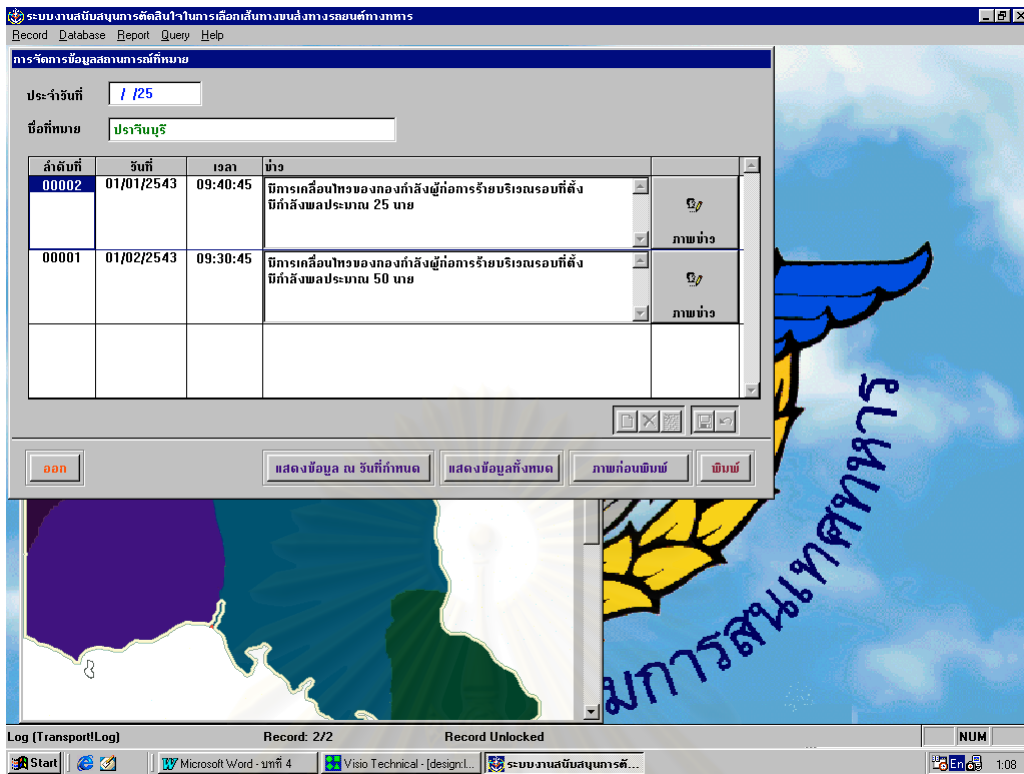 ระบบงานสนับสนุนการตัดสินใจในการเลือกเส้นทางขนส่งทางรถยนต์ทางทหาร
Record Database Report Query Help
การจัดการข้อมูลสถานการณ์ที่หมาย
ประจำวันที่ / /25
ชื่อที่หมาย ปราจีนบุรี
ลำดับที่ วันที่ เวลา ข่าว
00002 01/01/2543 09:40:45 มีการเคลื่อนไหวของกองกำลังผู้ก่อการร้ายบริเวณรอบที่ตั้ง
มีกำลังพลประมาณ 25 นาย
ภาพข่าว
00001 01/02/2543 09:30:45 มีการเคลื่อนไหวของกองกำลังผู้ก่อการร้ายบริเวณรอบที่ตั้ง
มีกำลังพลประมาณ 50 นาย
ภาพข่าว
ออก แสดงข้อมูล ณ วันที่กำหนด แสดงข้อมูลทั้งหมด ภาพก่อนพิมพ์ พิมพ์
มการสนเทศทหาร
Log (Transport!Log) Record: 2/2 Record Unlocked NUM
Start Microsoft Word - บทที่ 4 Visio Technical - [design:l... ระบบงานสนับสนุนการตั... En 1:08